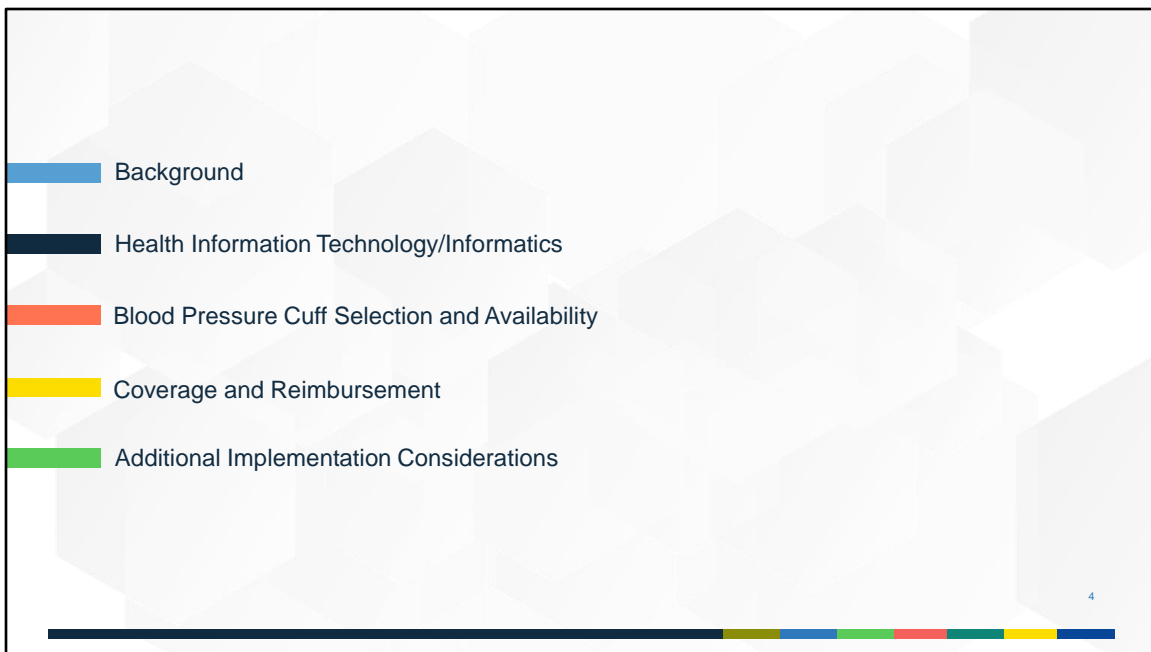 Background
Health Information Technology/Informatics
Blood Pressure Cuff Selection and Availability
Coverage and Reimbursement
Additional Implementation Considerations
4